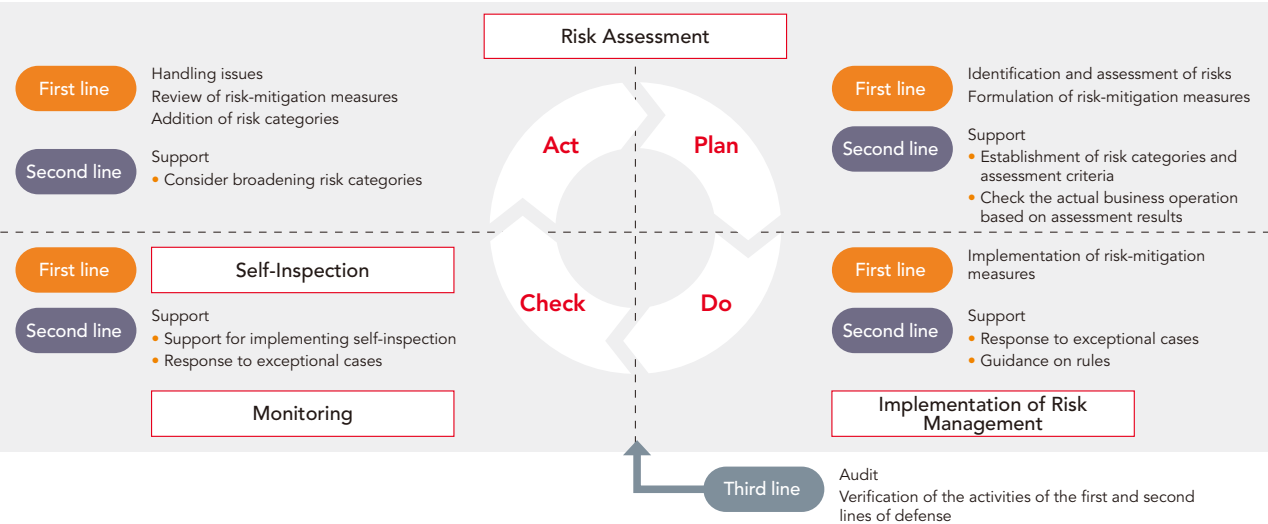 Risk Assessment
First line
Handling issues
Review of risk-mitigation measures
Addition of risk categories
Second line
Support
• Consider broadening risk categories
Act
Plan
First line
Identification and assessment of risks
Formulation of risk-mitigation measures
Second line
Support
• Establishment of risk categories and
assessment criteria
• Check the actual business operation
based on assessment results
First line
Self-Inspection
Second line
Support
• Support for implementing self-inspection
• Response to exceptional cases
Monitoring
Check
Do
First line
Implementation of risk-mitigation
measures
Second line
Support
• Response to exceptional cases
• Guidance on rules
Implementation of Risk
Management
Third line
Audit
Verification of the activities of the first and second
lines of defense